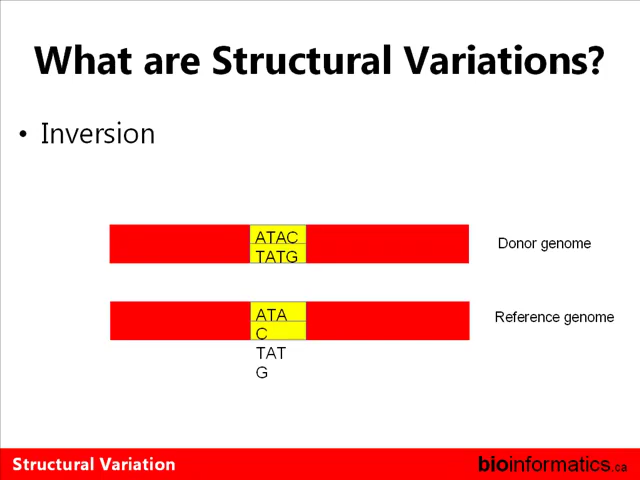 What are Structural Variations?
• Inversion
ATAC
TATG
Donor genome
ATA
C
TAT
G
Reference genome
Structural Variation
bioinformatics.ca